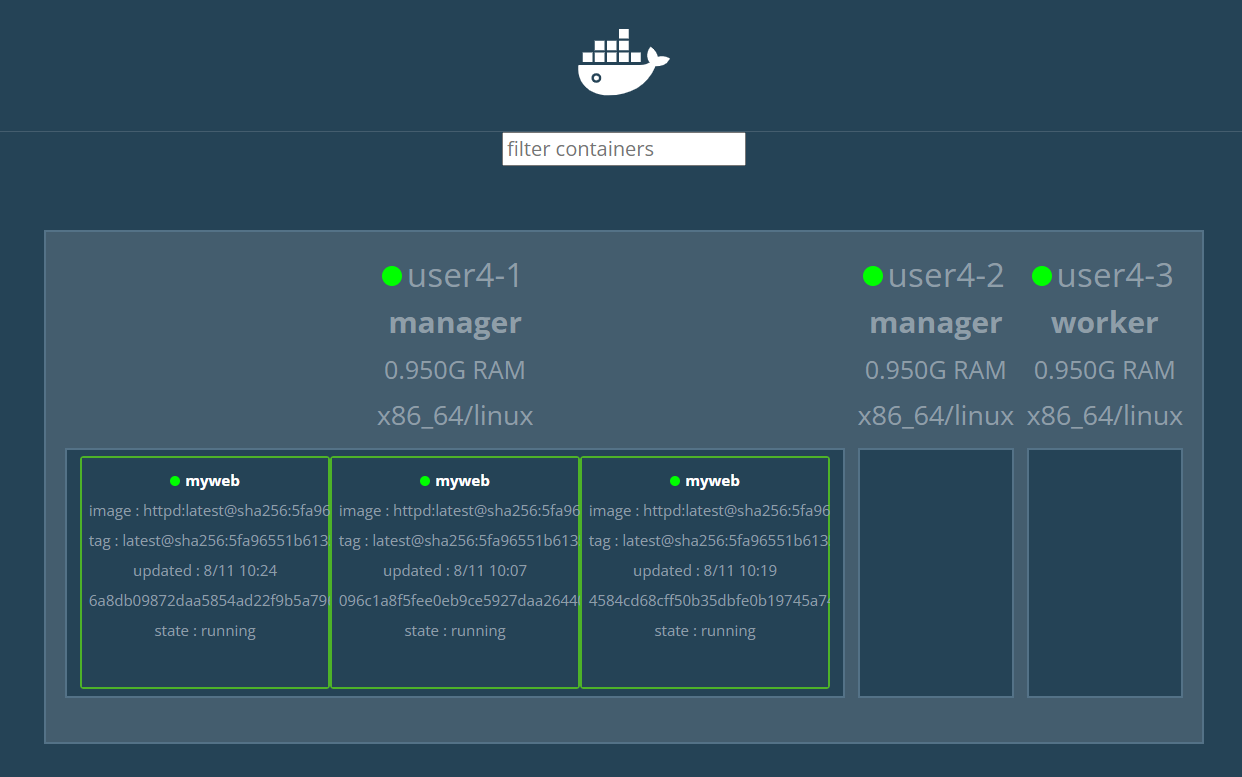 filter containers
user4-1
manager
0.950G RAM
x86_64/linux
user4-2
manager
0.950G RAM
x86_64/linux
user4-3
worker
0.950G RAM
x86_64/linux
myweb
image : httpd:latest@sha256:5fa96
tag : latest@sha256:5fa96551b613
updated : 8/11 10:24
6a8db09872daa5854ad22f9b5a79
state : running
myweb
image : httpd:latest@sha256:5fa96
tag : latest@sha256:5fa96551b613
updated : 8/11 10:07
096c1a8f5fee0eb9ce5927daa2644
state : running
myweb
image : httpd:latest@sha256:5fa96
tag : latest@sha256:5fa96551b613
updated : 8/11 10:19
4584cd68cff50b35dbfe0b19745a74
state : running